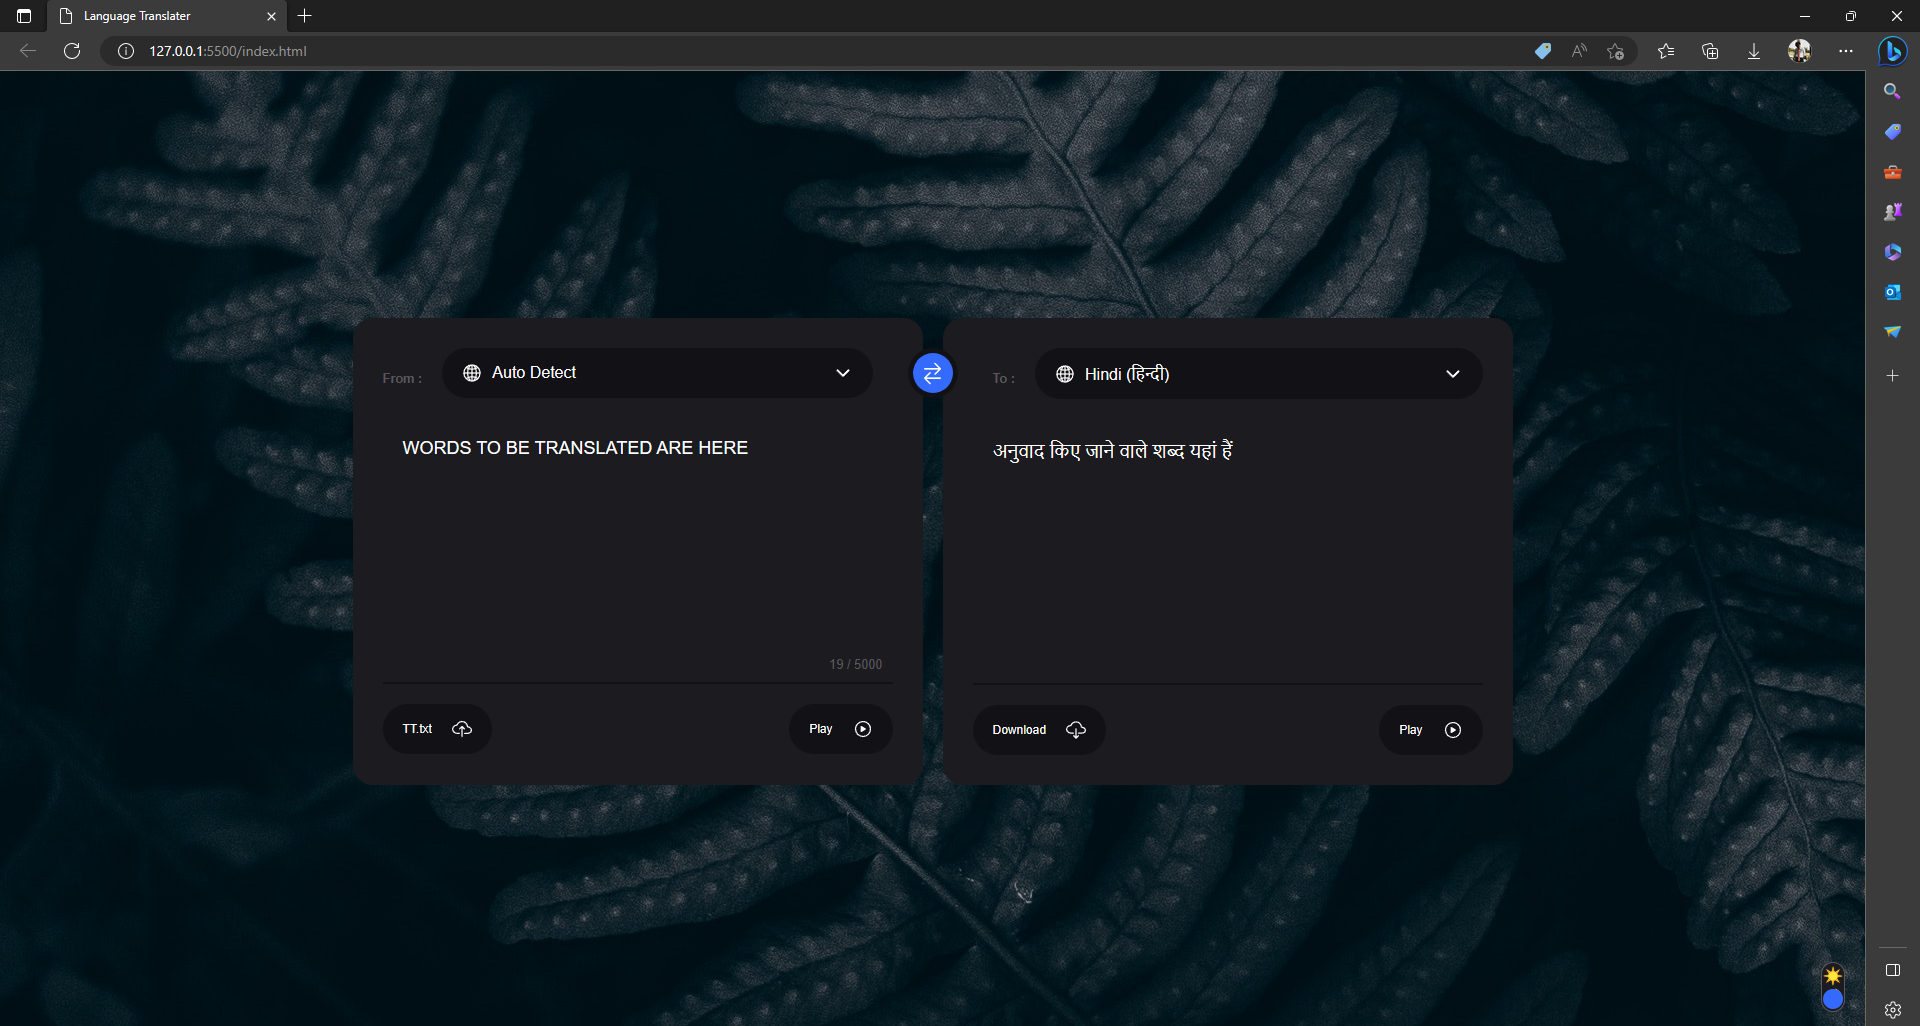 Language Translater
127.0.0.1:5500/index.html
From :
Auto Detect
To :
Hindi (हिन्दी)
WORDS TO BE TRANSLATED ARE HERE
अनुवाद किए जाने वाले शब्द यहां हैं
19 / 5000
TT.txt
Play
Download
Play